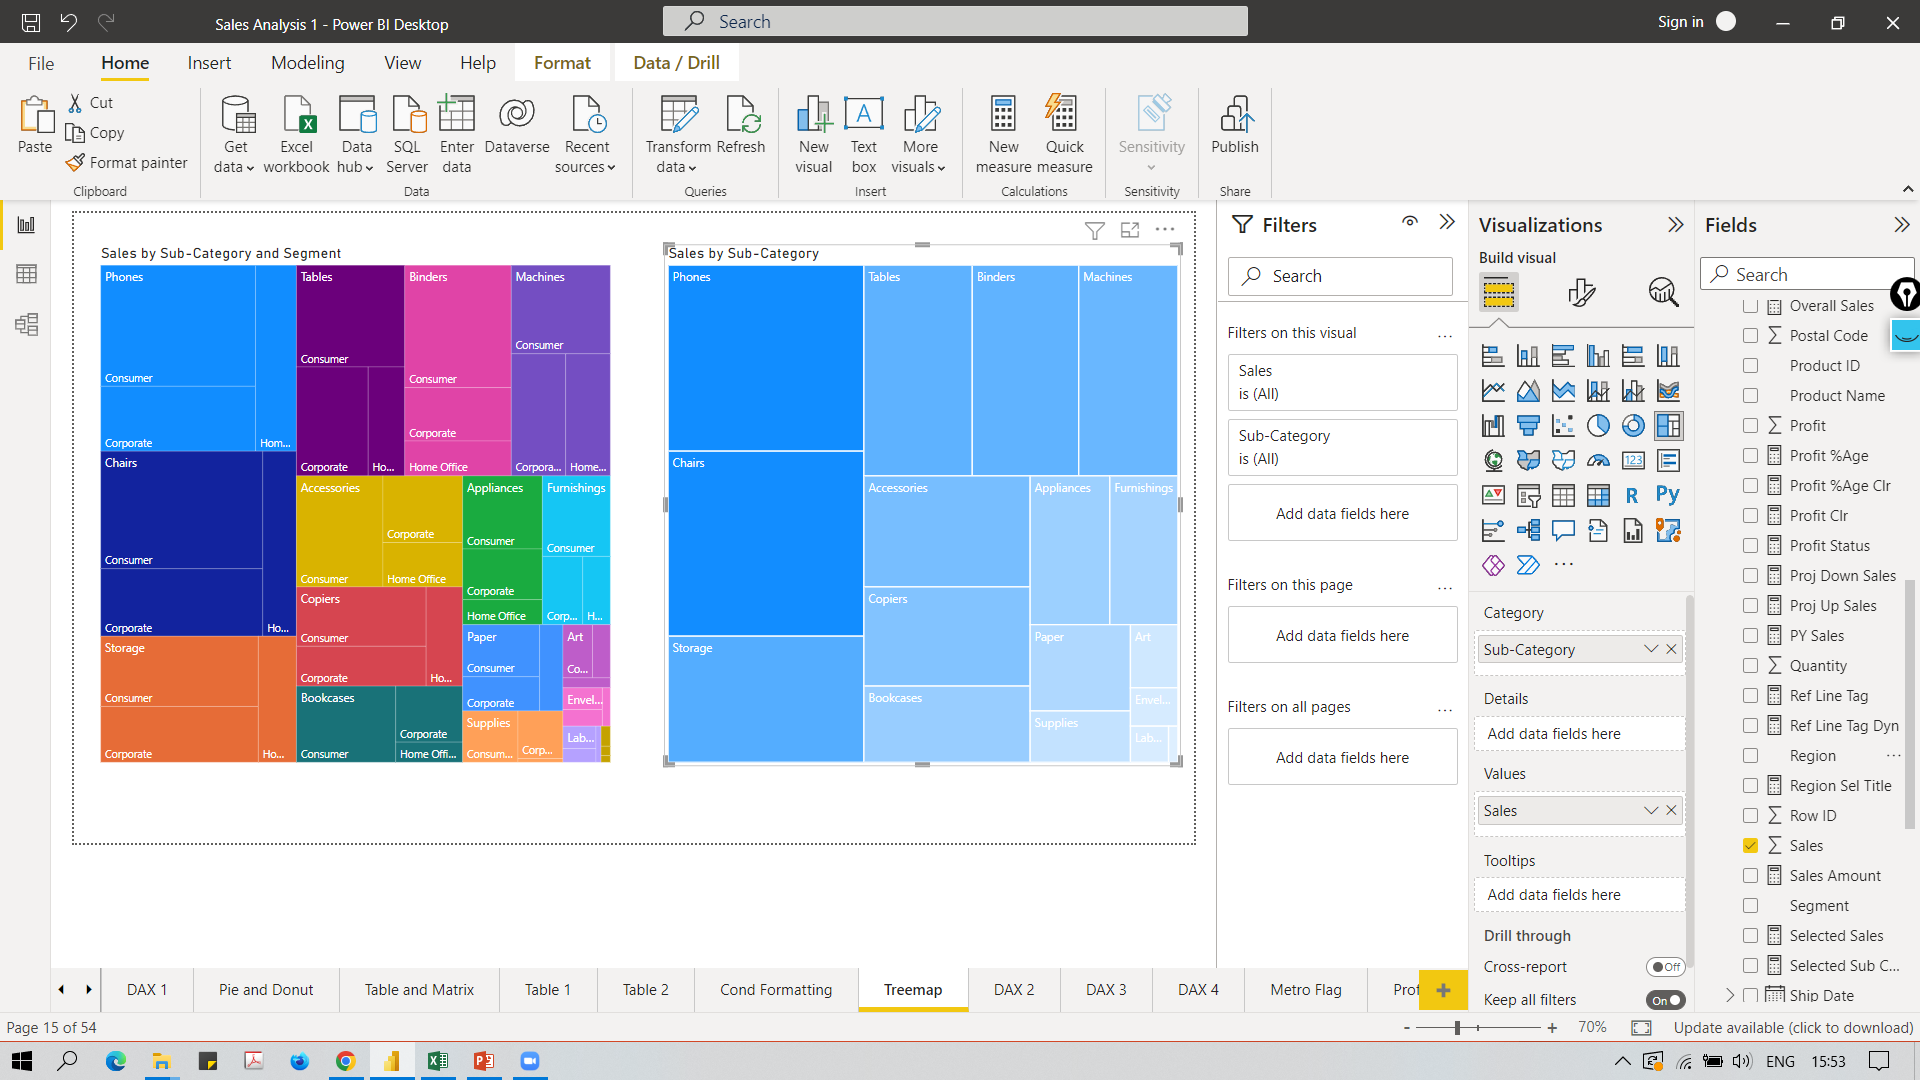 Sales Analysis 1 - Power BI Desktop
Search
Sign in
File
Home
Insert
Modeling
View
Help
Format
Data / Drill
Paste
Cut
Copy
Format painter
Clipboard
Get data
Excel workbook
Data hub
SQL Server
Enter data
Dataverse
Recent sources
Data
Transform data
Refresh
Queries
New visual
Text box
More visuals
Insert
New measure
Quick measure
Calculations
Sensitivity
Sensitivity
Publish
Share
Sales by Sub-Category and Segment
Phones
Consumer
Corporate
Hom...
Chairs
Consumer
Corporate
Ho...
Storage
Consumer
Corporate
Ho...
Tables
Consumer
Corporate
Ho...
Binders
Consumer
Corporate
Home Office
Machines
Consumer
Corpora...
Home...
Accessories
Consumer
Corporate
Home Office
Copiers
Consumer
Corporate
Ho...
Bookcases
Consumer
Corporate
Home Offi...
Appliances
Consumer
Corporate
Home Office
Furnishings
Consumer
Corp...
H...
Paper
Consumer
Corporate
Supplies
Consum...
Corp...
Art
Co...
Envel...
Lab...
Sales by Sub-Category
Phones
Chairs
Storage
Tables
Binders
Machines
Accessories
Copiers
Bookcases
Appliances
Furnishings
Paper
Supplies
Art
Envel...
Lab...
Filters
Search
Filters on this visual
...
Sales
is (All)
Sub-Category
is (All)
Add data fields here
Filters on this page
...
Add data fields here
Filters on all pages
...
Add data fields here
Visualizations
Build visual
123
R
Py
...
Category
Sub-Category
Details
Add data fields here
Values
Sales
Tooltips
Add data fields here
Drill through
Cross-report
Off
Keep all filters
On
Fields
Search
Overall Sales
Postal Code
Product ID
Product Name
Profit
Profit %Age
Profit %Age Clr
Profit Clr
Profit Status
Proj Down Sales
Proj Up Sales
PY Sales
Quantity
Ref Line Tag
Ref Line Tag Dyn
Region
...
Region Sel Title
Row ID
Sales
Sales Amount
Segment
Selected Sales
Selected Sub C...
Ship Date
DAX 1
Pie and Donut
Table and Matrix
Table 1
Table 2
Cond Formatting
Treemap
DAX 2
DAX 3
DAX 4
Metro Flag
Prof
+
Page 15 of 54
- + 70%
Update available (click to download)
ENG
15:53